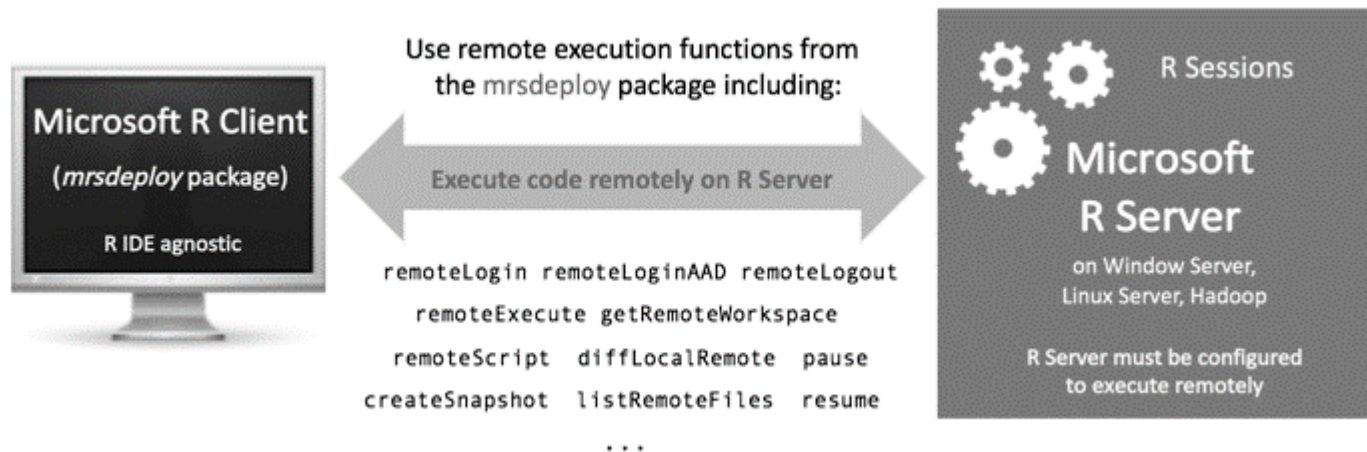 Microsoft R Client
(mrsdeploy package)
R IDE agnostic
Use remote execution functions from
the mrsdeploy package including:
Execute code remotely on R Server
remoteLogin remoteLoginAAD remoteLogout
remoteExecute getRemoteWorkspace
remoteScript diffLocalRemote pause
createSnapshot listRemoteFiles resume
...
R Sessions
Microsoft
R Server
on Window Server,
Linux Server, Hadoop
R Server must be configured
to execute remotely